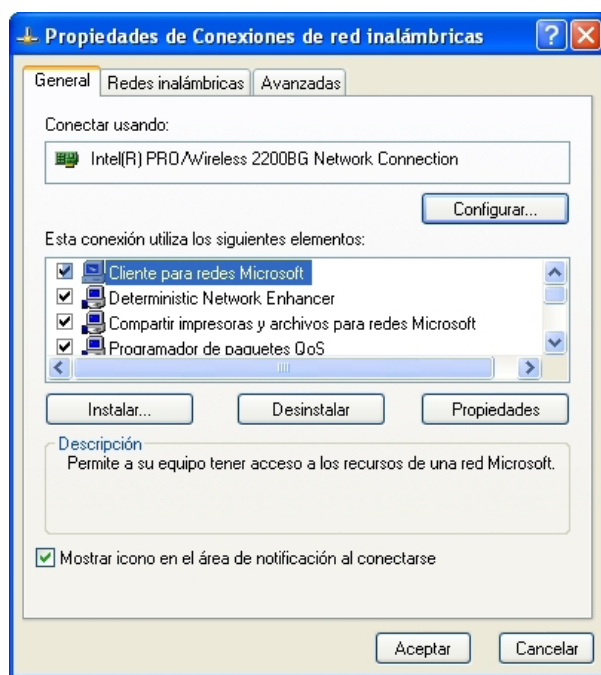 Propiedades de Conexiones de red inalámbricas
General Redes inalámbricas Avanzadas
Conectar usando:
Intel(R) PRO/Wireless 2200BG Network Connection
Configurar...
Esta conexión utiliza los siguientes elementos:
Cliente para redes Microsoft
Deterministic Network Enhancer
Compartir impresoras y archivos para redes Microsoft
Programador de paquetes QoS
Instalar... Desinstalar Propiedades
Descripción
Permite a su equipo tener acceso a los recursos de una red Microsoft.
Mostrar icono en el área de notificación al conectarse
Aceptar Cancelar